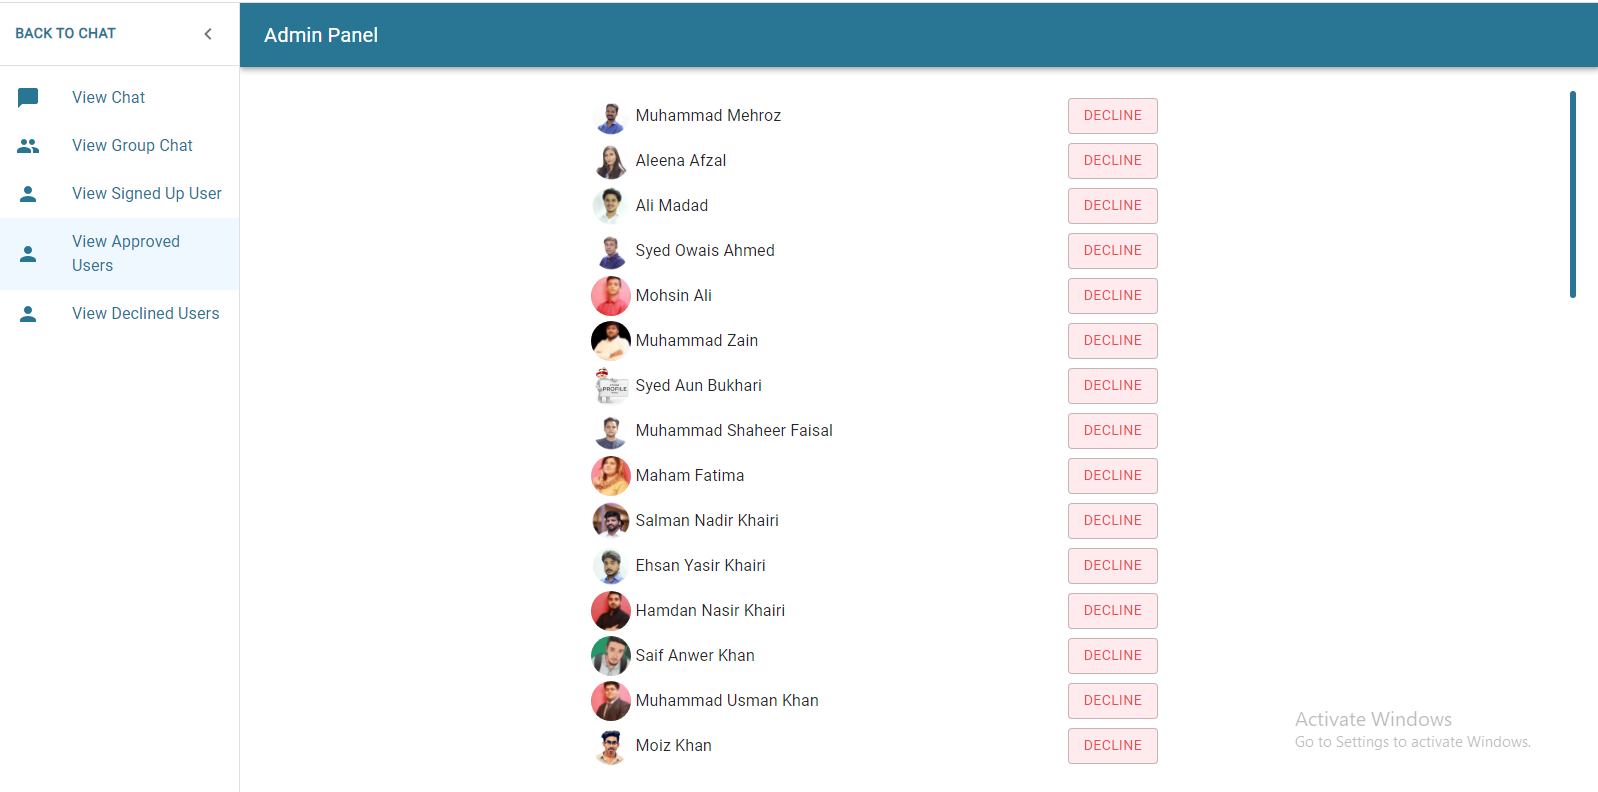 BACK TO CHAT
Admin Panel
View Chat
View Group Chat
View Signed Up User
View Approved
Users
View Declined Users
Muhammad Mehroz DECLINE
Aleena Afzal DECLINE
Ali Madad DECLINE
Syed Owais Ahmed DECLINE
Mohsin Ali DECLINE
Muhammad Zain DECLINE
PROFILE
Syed Aun Bukhari DECLINE
Muhammad Shaheer Faisal DECLINE
Maham Fatima DECLINE
Salman Nadir Khairi DECLINE
Ehsan Yasir Khairi DECLINE
Hamdan Nasir Khairi DECLINE
Saif Anwer Khan DECLINE
Muhammad Usman Khan DECLINE
Moiz Khan DECLINE
Activate Windows
Go to Settings to activate Windows.